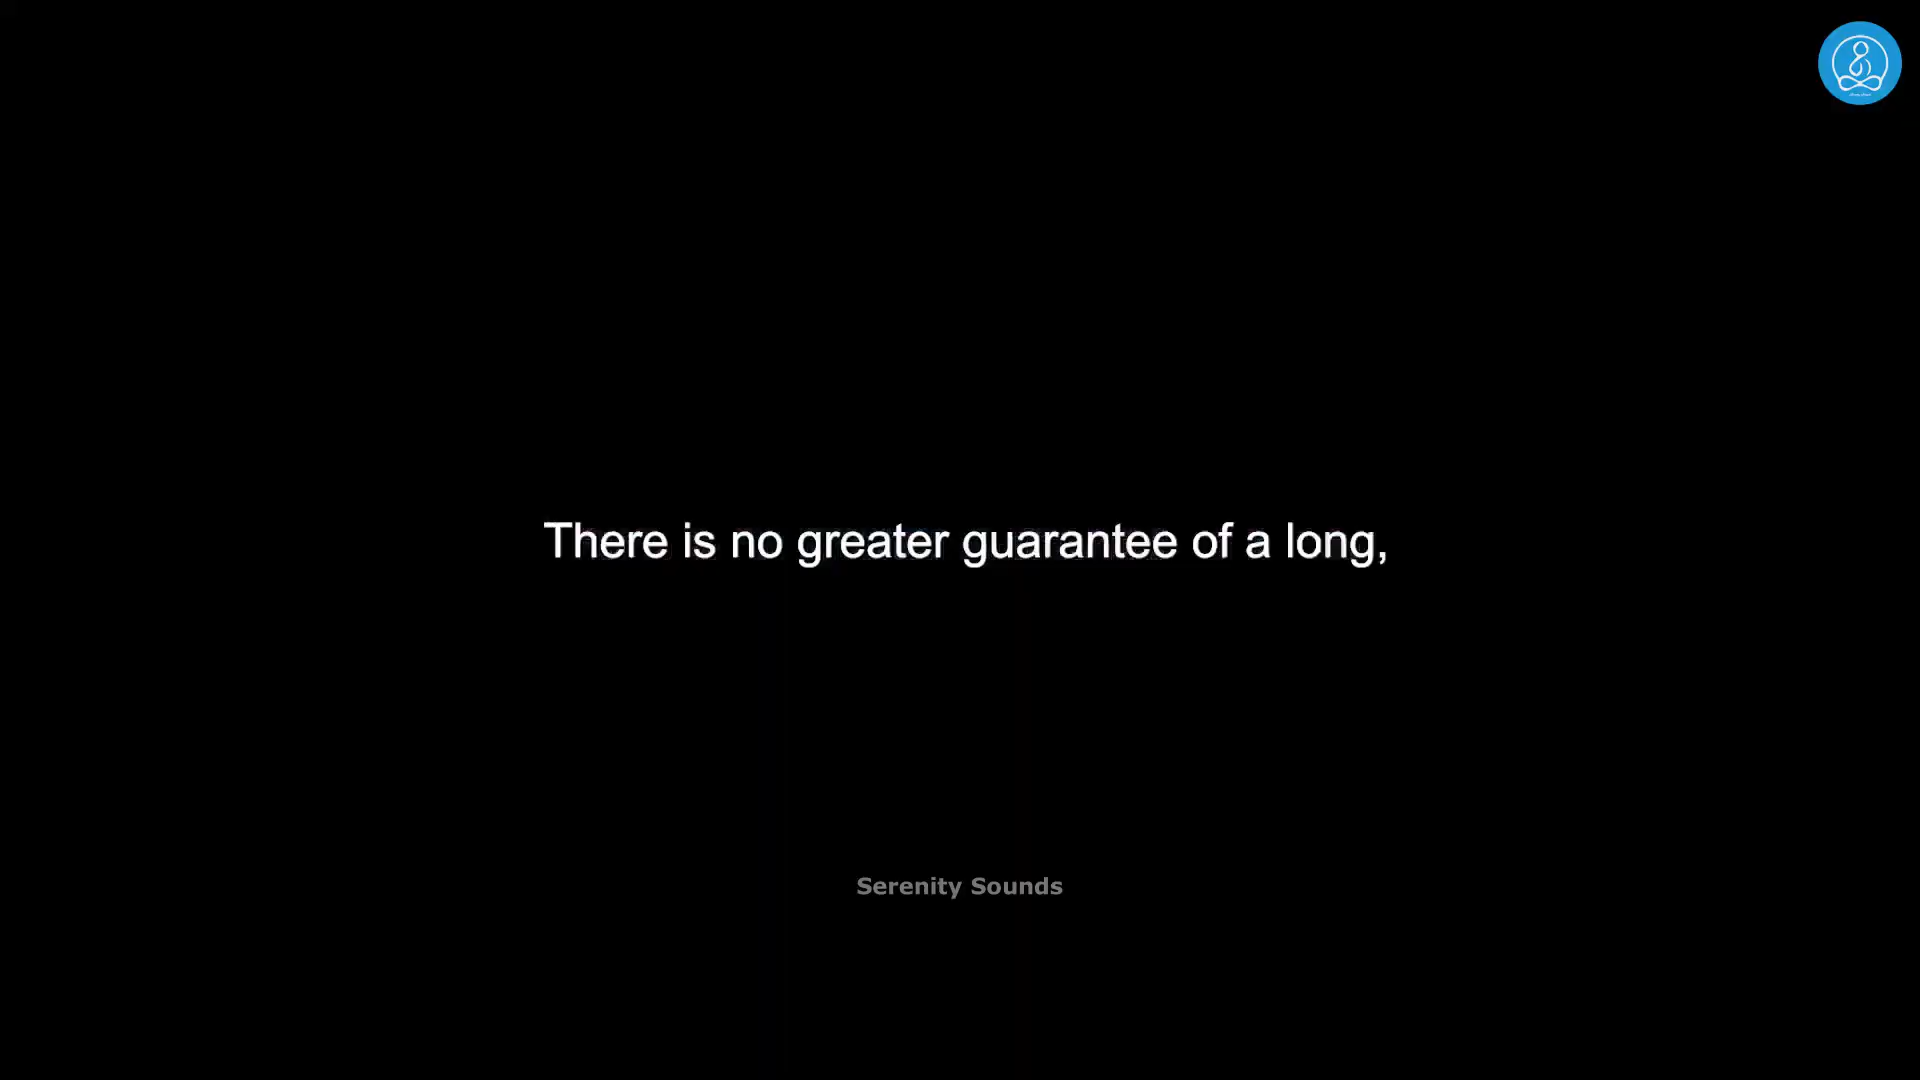 There is no greater guarantee of a long,
Serenity Sounds